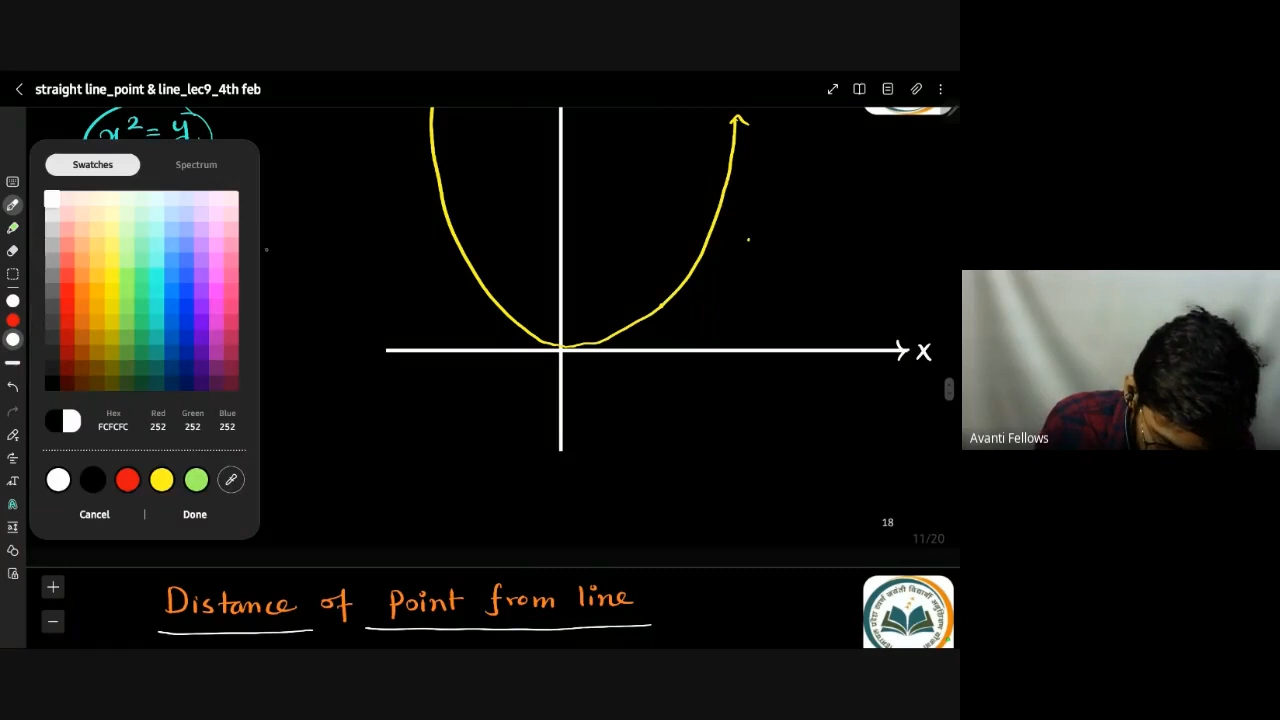 straight line_point & line_lec9_4th feb
x² = y
Swatches
Spectrum
Hex
Red
Green
Blue
FCFCFC
252
252
252
Cancel
Done
X
Avanti Fellows
18
11/20
Distance of Point from line